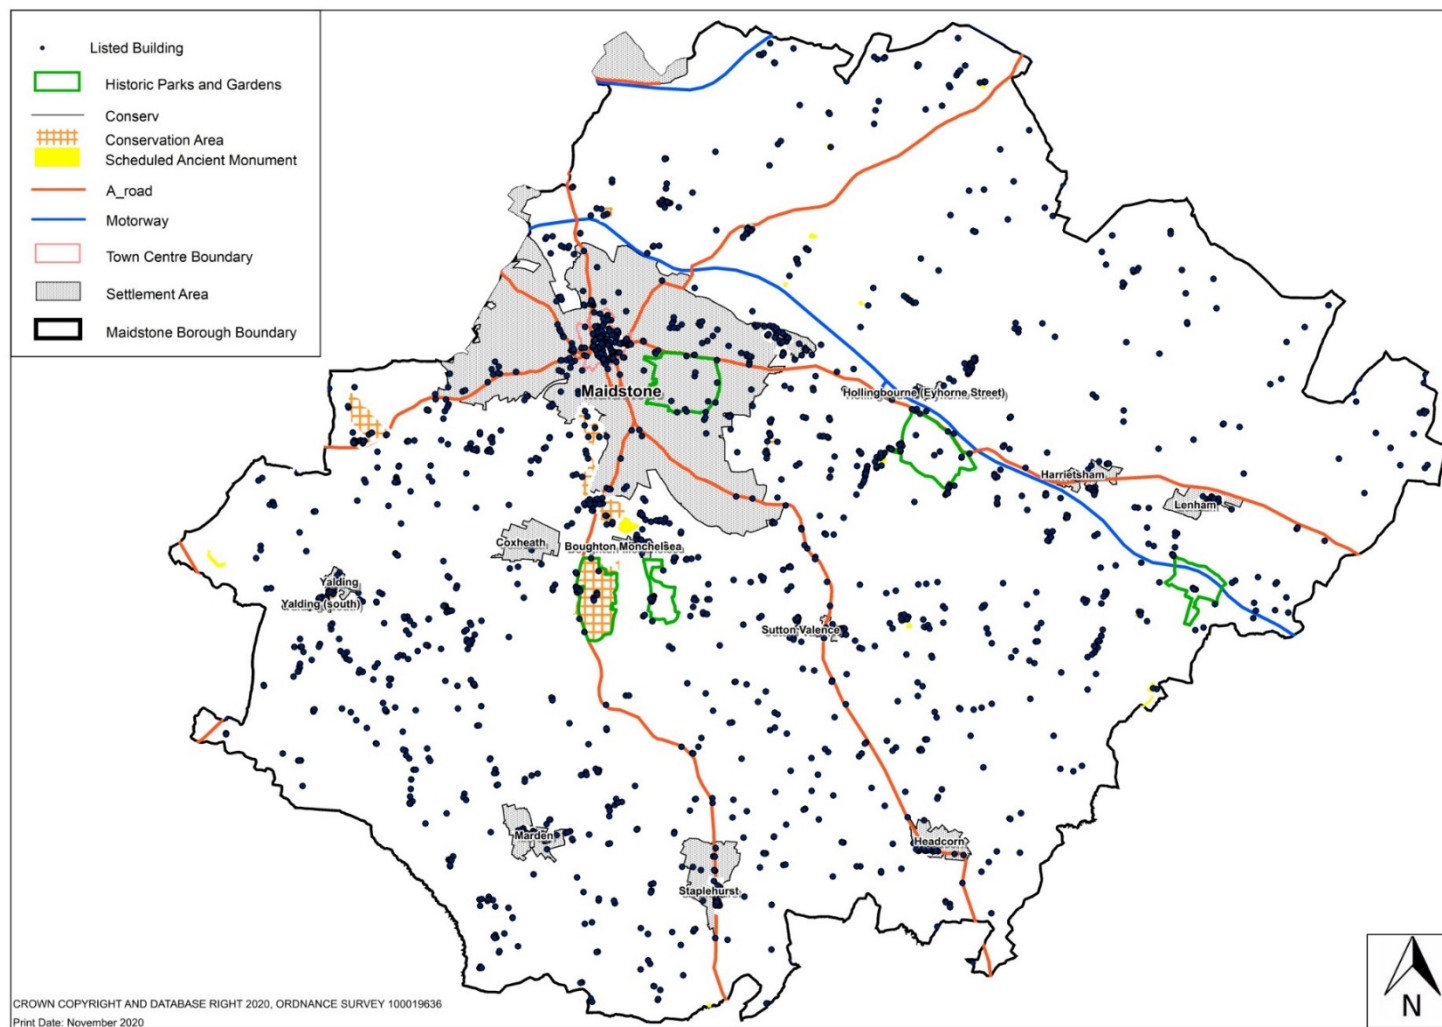 Listed Building
Historic Parks and Gardens
Conserv
Conservation Area
Scheduled Ancient Monument
A_road
Motorway
Town Centre Boundary
Settlement Area
Maidstone Borough Boundary
Maidstone
Hollingbourne (Eyhorne Street)
Harrietsham
Lenham
Coxheath
Boughton Monchelsea
Yalding
Yalding (south)
Sutton Valence
Marden
Headcorn
Staplehurst
CROWN COPYRIGHT AND DATABASE RIGHT 2020, ORDNANCE SURVEY 100019636
Print Date: November 2020
N